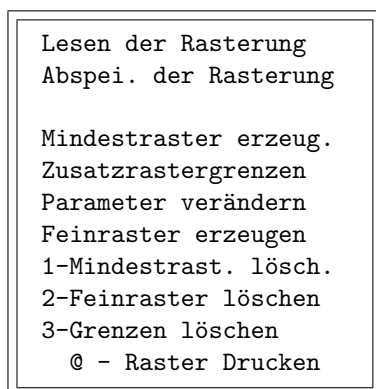 Lesen der Rasterung
Abspei. der Rasterung
Mindestraster erzeug.
Zusatzrastergrenzen
Parameter verändern
Feinraster erzeugen
1-Mindestrast. lösch.
2-Feinraster löschen
3-Grenzen löschen
@ - Raster Drucken